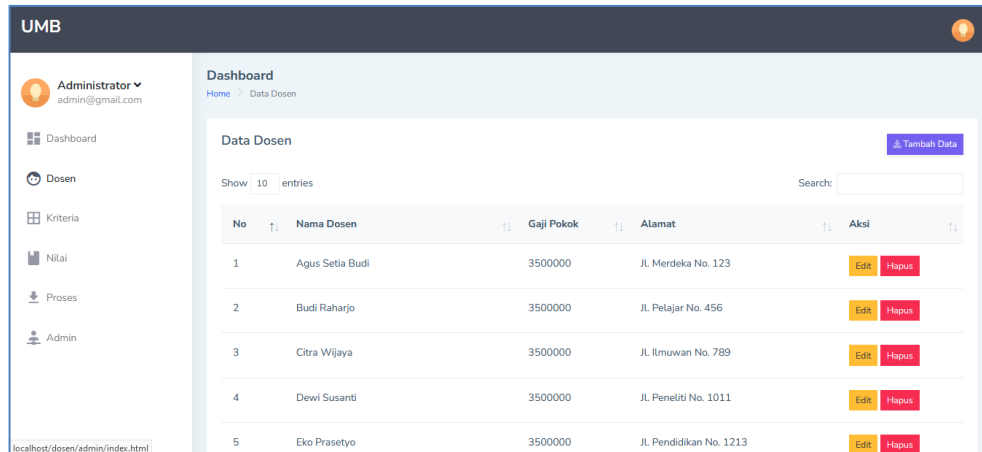 UMB
Administrator
admin@gmail.com
Dashboard
Dosen
Kriteria
Nilai
Proses
Admin
localhost/dosen/admin/index.html
Dashboard
Home > Data Dosen
Data Dosen
Tambah Data
Show 10 entries
Search:
No Nama Dosen Gaji Pokok Alamat Aksi
1 Agus Setia Budi 3500000 Jl. Merdeka No. 123 Edit Hapus
2 Budi Raharjo 3500000 Jl. Pelajar No. 456 Edit Hapus
3 Citra Wijaya 3500000 Jl. Ilmuwan No. 789 Edit Hapus
4 Dewi Susanti 3500000 Jl. Peneliti No. 1011 Edit Hapus
5 Eko Prasetyo 3500000 Jl. Pendidikan No. 1213 Edit Hapus